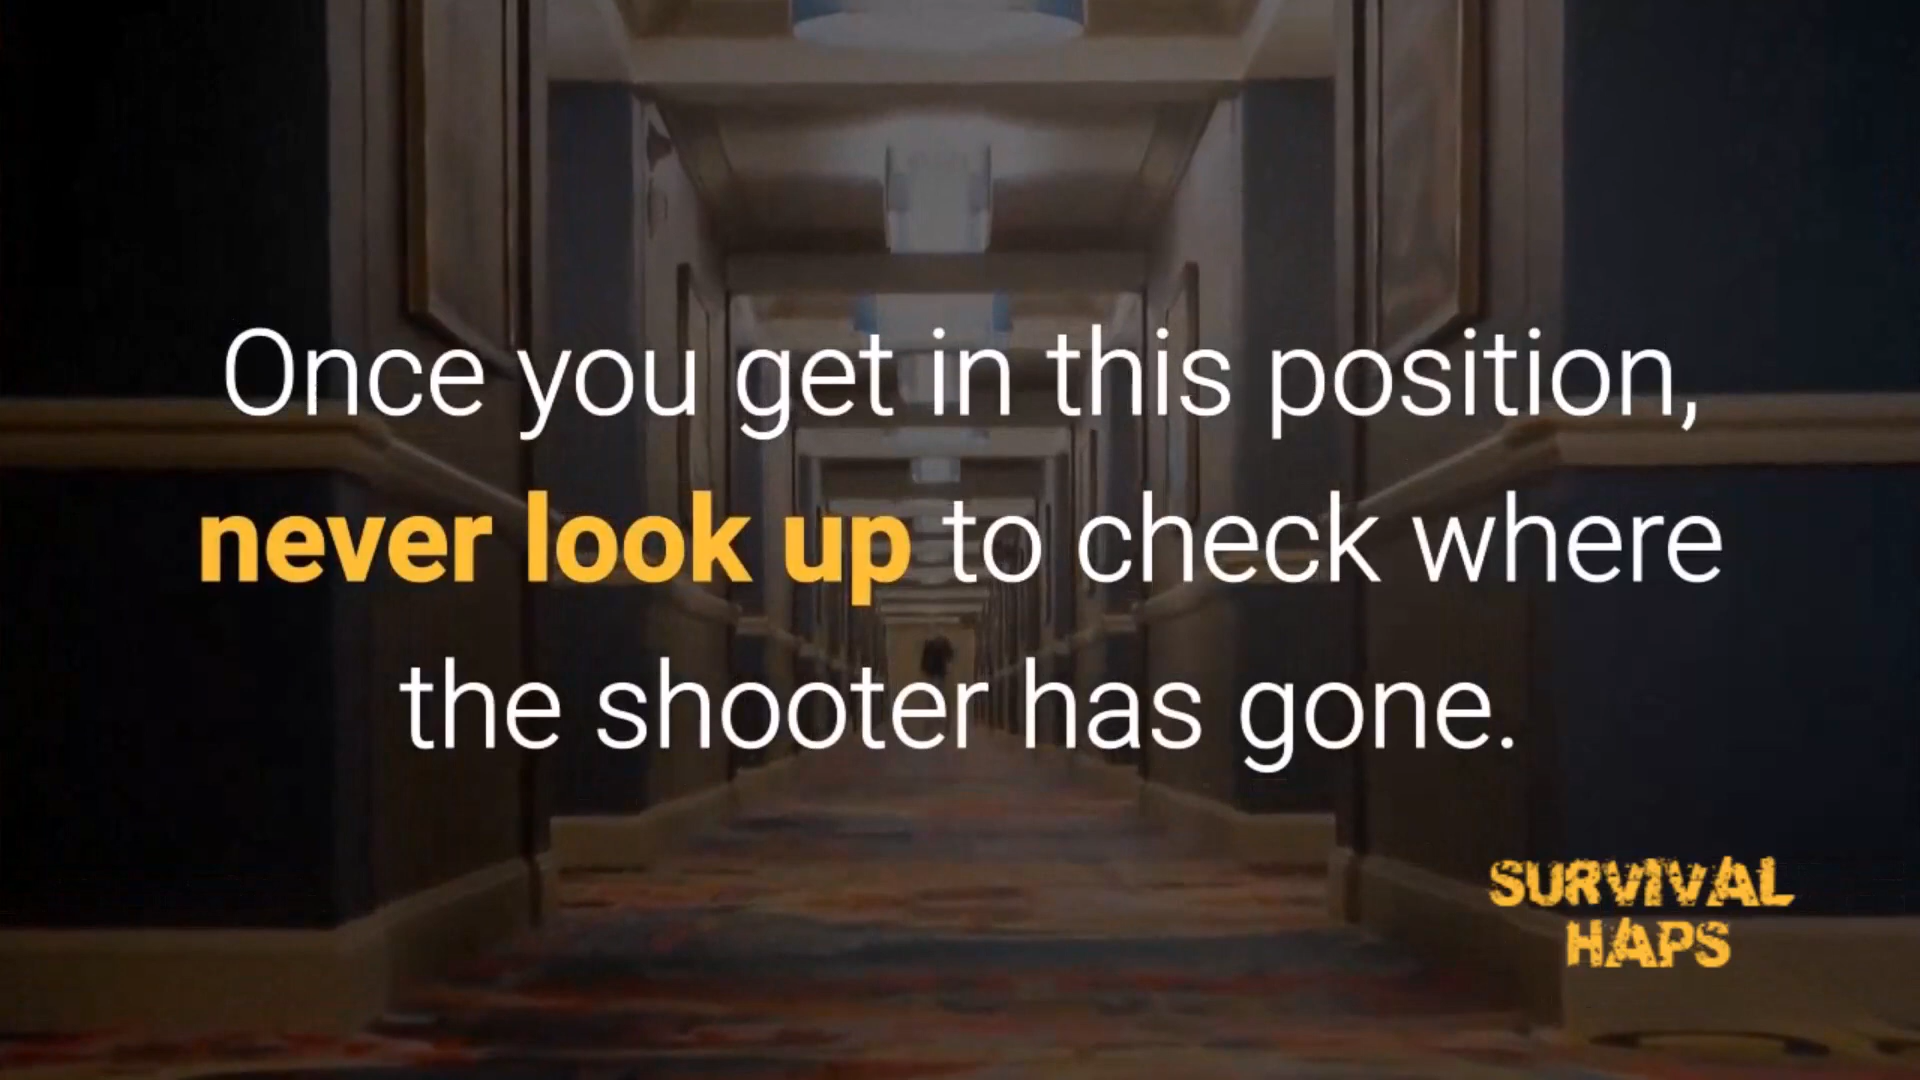 Once you get in this position,
never look up to check where
the shooter has gone.
SURVIVAL
HAPS